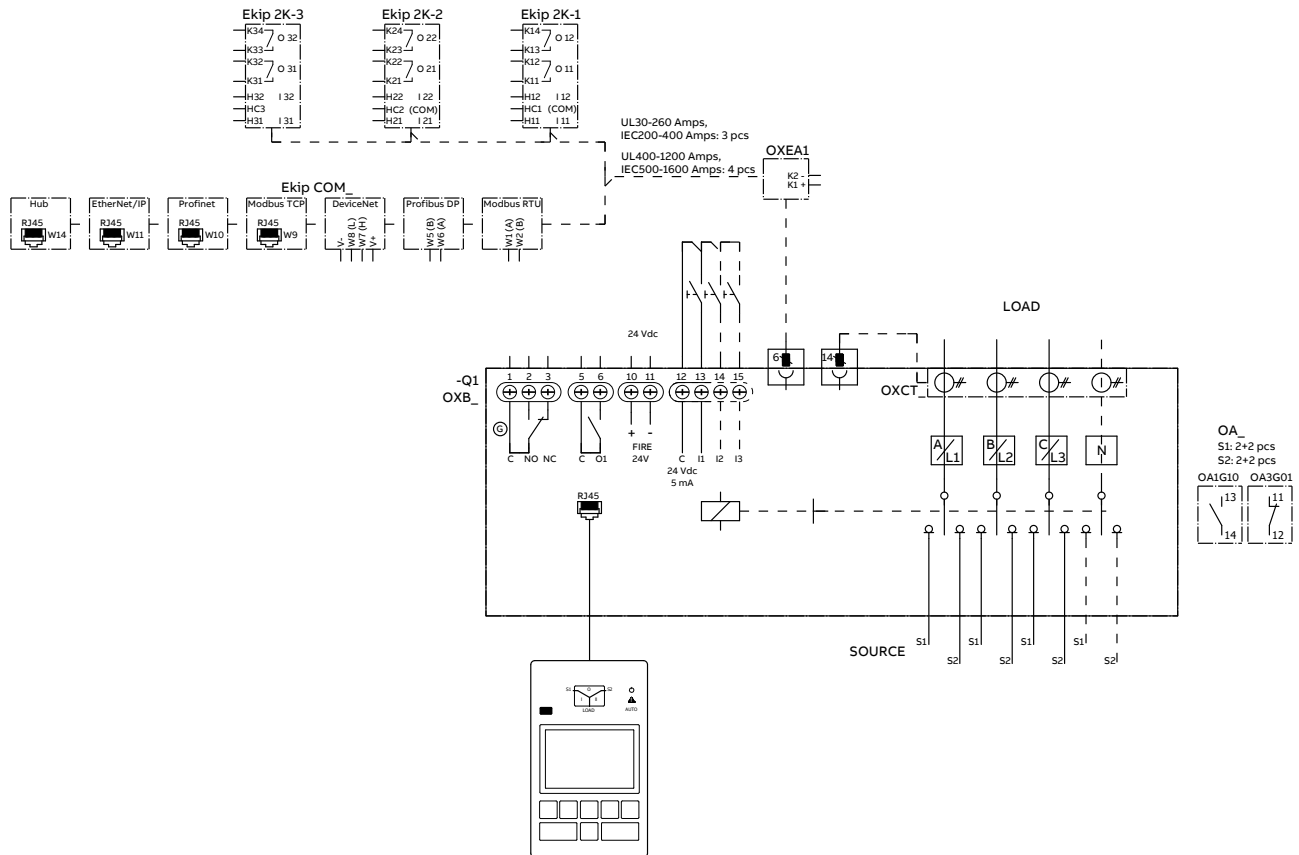 Ekip 2K-3
K34
O 32
K33
K32
O 31
K31
H32 I 32
HC3
H31 I 31
Ekip 2K-2
K24
O 22
K23
K22
O 21
K21
H22 I 22
HC2 (COM)
H21 I 21
Ekip 2K-1
K14
O 12
K13
K12
O 11
K11
H12 I 12
HC1 (COM)
H11 I 11
UL30-260 Amps,
IEC200-400 Amps: 3 pcs
UL400-1200 Amps,
IEC500-1600 Amps: 4 pcs
OXEA1
K2 -
K1 +
Ekip COM_
Hub
RJ45
W14
EtherNet/IP
RJ45
W11
Profinet
RJ45
W10
Modbus TCP
RJ45
W9
DeviceNet
V-
W8 (L)
W7 (H)
V+
Profibus DP
W5 (B)
W6 (A)
Modbus RTU
W1 (A)
W2 (B)
24 Vdc
6
14
LOAD
-Q1
OXB_
1 2 3 5 6 10 11 12 13 14 15
OXCT_
G
C NO NC
C O1
+ -
FIRE
24V
C I1 I2 I3
24 Vdc
5 mA
A
L1
B
L2
C
L3
N
RJ45
OA_
S1: 2+2 pcs
S2: 2+2 pcs
OA1G10
13
14
OA3G01
11
12
SOURCE
S1
S2
S1
S2
S1
S2
S1
S2
S1 O S2
I II
LOAD
AUTO